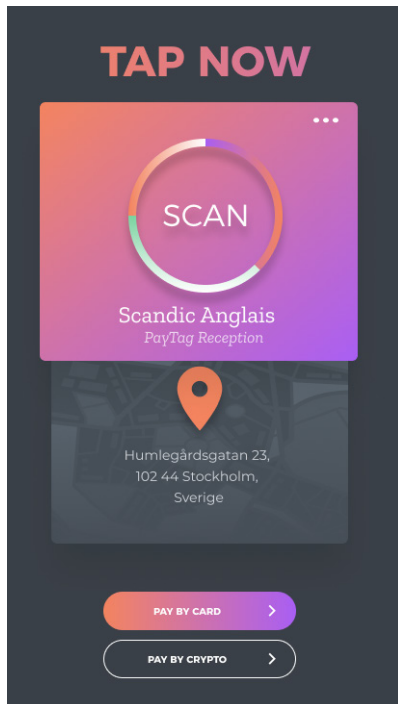 TAP NOW
SCAN
Scandic Anglais
PayTag Reception
Humlegårdsgatan 23,
102 44 Stockholm,
Sverige
PAY BY CARD
PAY BY CRYPTO